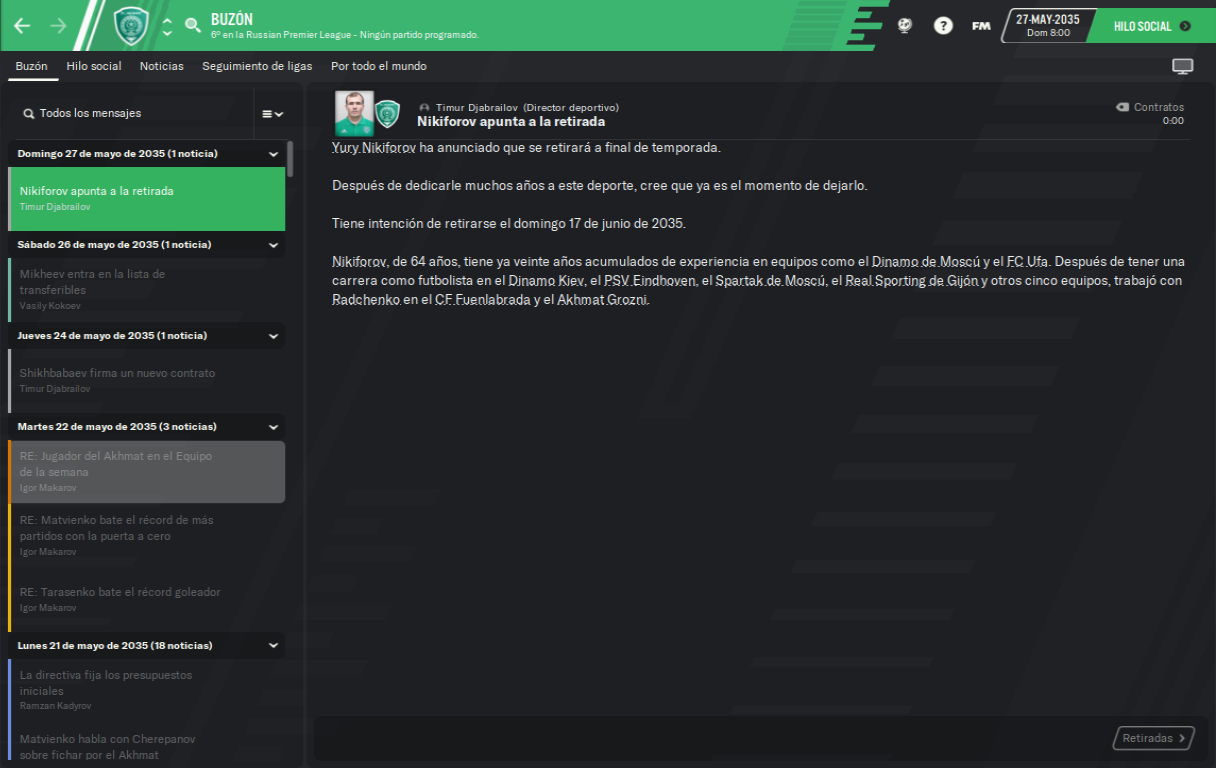 BUZÓN
6º en la Russian Premier League - Ningún partido programado.
?
FM
27-MAY-2035
Dom 8:00
HILO SOCIAL
Buzón
Hilo social
Noticias
Seguimiento de ligas
Por todo el mundo
Todos los mensajes
Domingo 27 de mayo de 2035 (1 noticia)
Nikiforov apunta a la retirada
Timur Djabrailov
Sábado 26 de mayo de 2035 (1 noticia)
Mikheev entra en la lista de
transferibles
Vasily Kokoev
Jueves 24 de mayo de 2035 (1 noticia)
Shikhbabaev firma un nuevo contrato
Timur Djabrailov
Martes 22 de mayo de 2035 (3 noticias)
RE: Jugador del Akhmat en el Equipo
de la semana
Igor Makarov
RE: Matvienko bate el récord de más
partidos con la puerta a cero
Igor Makarov
RE: Tarasenko bate el récord goleador
Igor Makarov
Lunes 21 de mayo de 2035 (18 noticias)
La directiva fija los presupuestos
iniciales
Ramzan Kadyrov
Matvienko habla con Cherepanov
sobre fichar por el Akhmat
Timur Djabrailov (Director deportivo)
Nikiforov apunta a la retirada
Contratos
0:00
Yury Nikiforov ha anunciado que se retirará a final de temporada.
Después de dedicarle muchos años a este deporte, cree que ya es el momento de dejarlo.
Tiene intención de retirarse el domingo 17 de junio de 2035.
Nikiforov, de 64 años, tiene ya veinte años acumulados de experiencia en equipos como el Dinamo de Moscú y el FC Ufa. Después de tener una
carrera como futbolista en el Dinamo Kiev, el PSV Eindhoven, el Spartak de Moscú, el Real Sporting de Gijón y otros cinco equipos, trabajó con
Radchenko en el CF Fuenlabrada y el Akhmat Grozni.
Retiradas